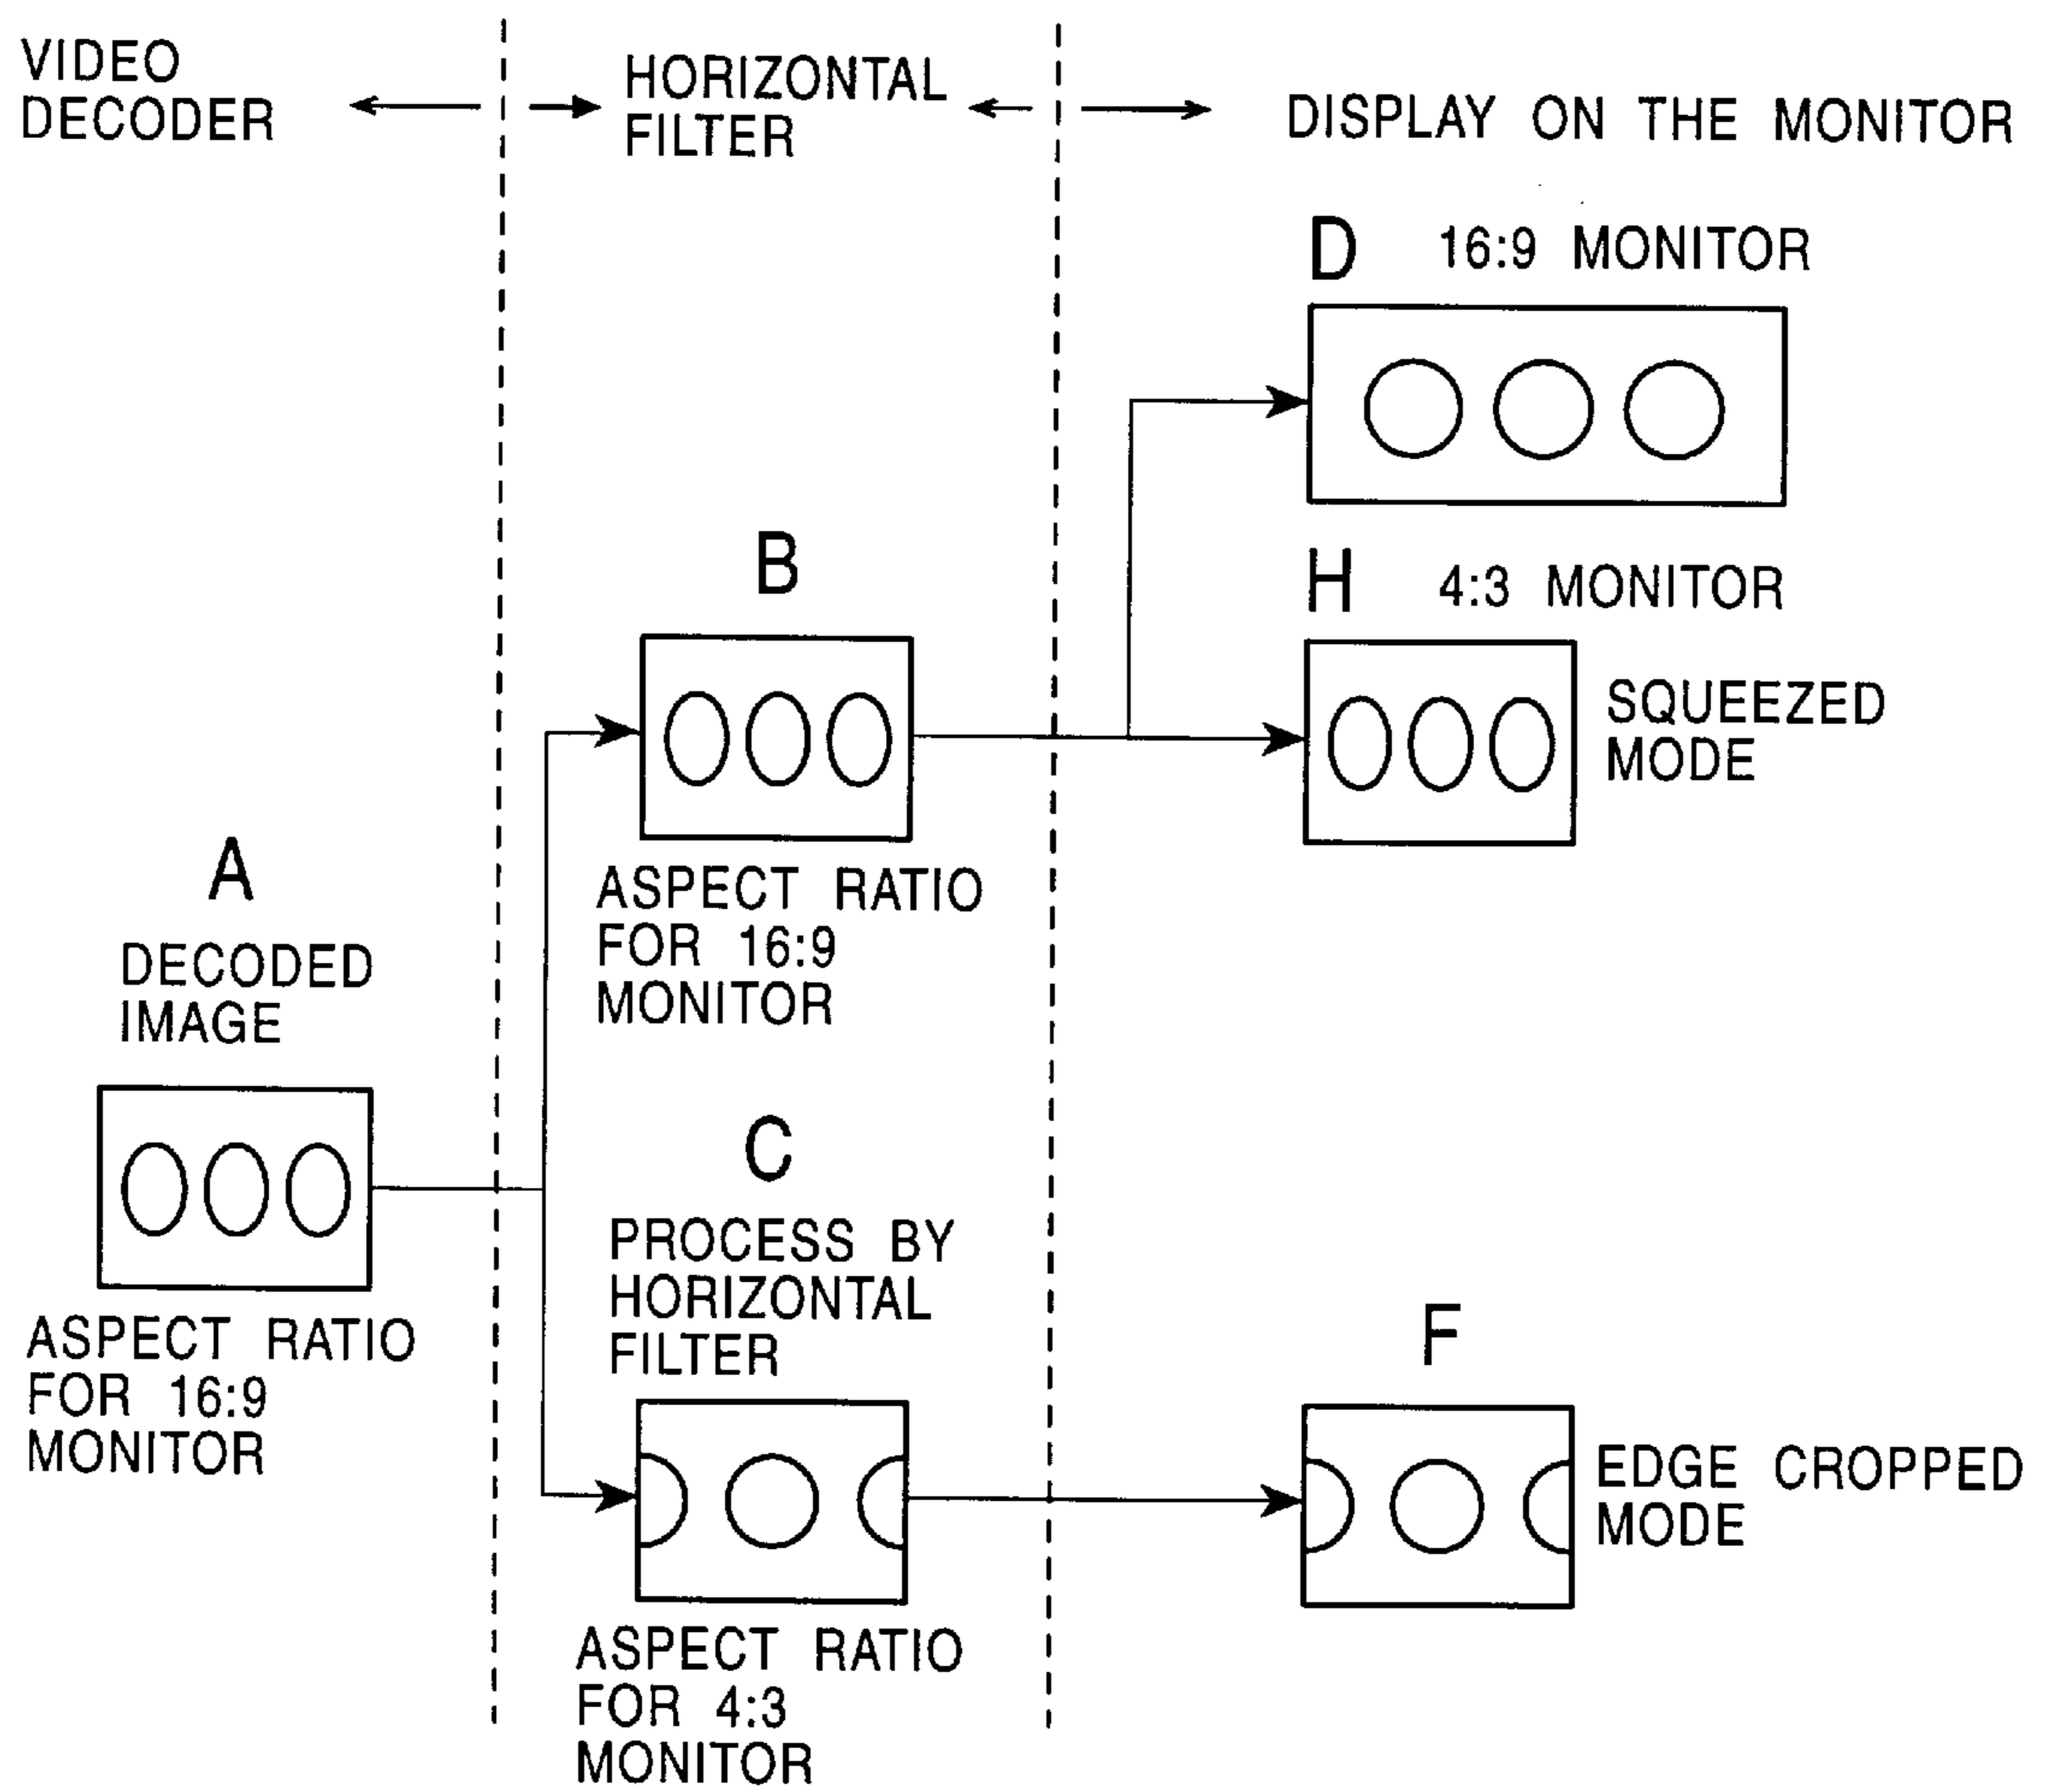 VIDEO
DECODER
HORIZONTAL
FILTER
DISPLAY ON THE MONITOR
D 16:9 MONITOR
B
H 4:3 MONITOR
SQUEEZED
MODE
A
DECODED
IMAGE
ASPECT RATIO
FOR 16:9
MONITOR
ASPECT RATIO
FOR 16:9
MONITOR
C
PROCESS BY
HORIZONTAL
FILTER
ASPECT RATIO
FOR 4:3
MONITOR
F
EDGE CROPPED
MODE